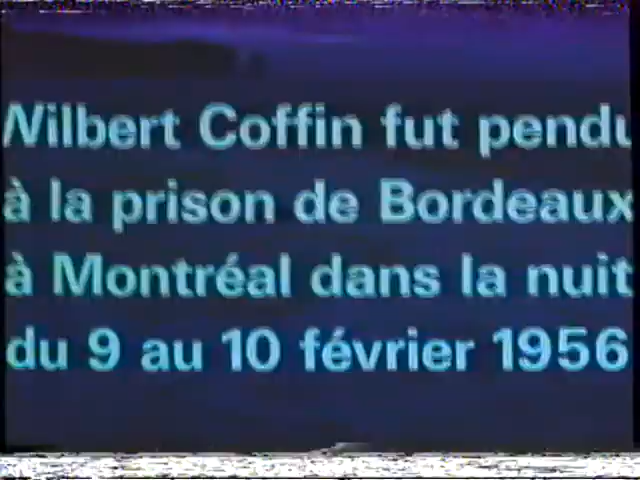 Wilbert Coffin fut pendu
à la prison de Bordeaux
à Montréal dans la nuit
du 9 au 10 février 1956